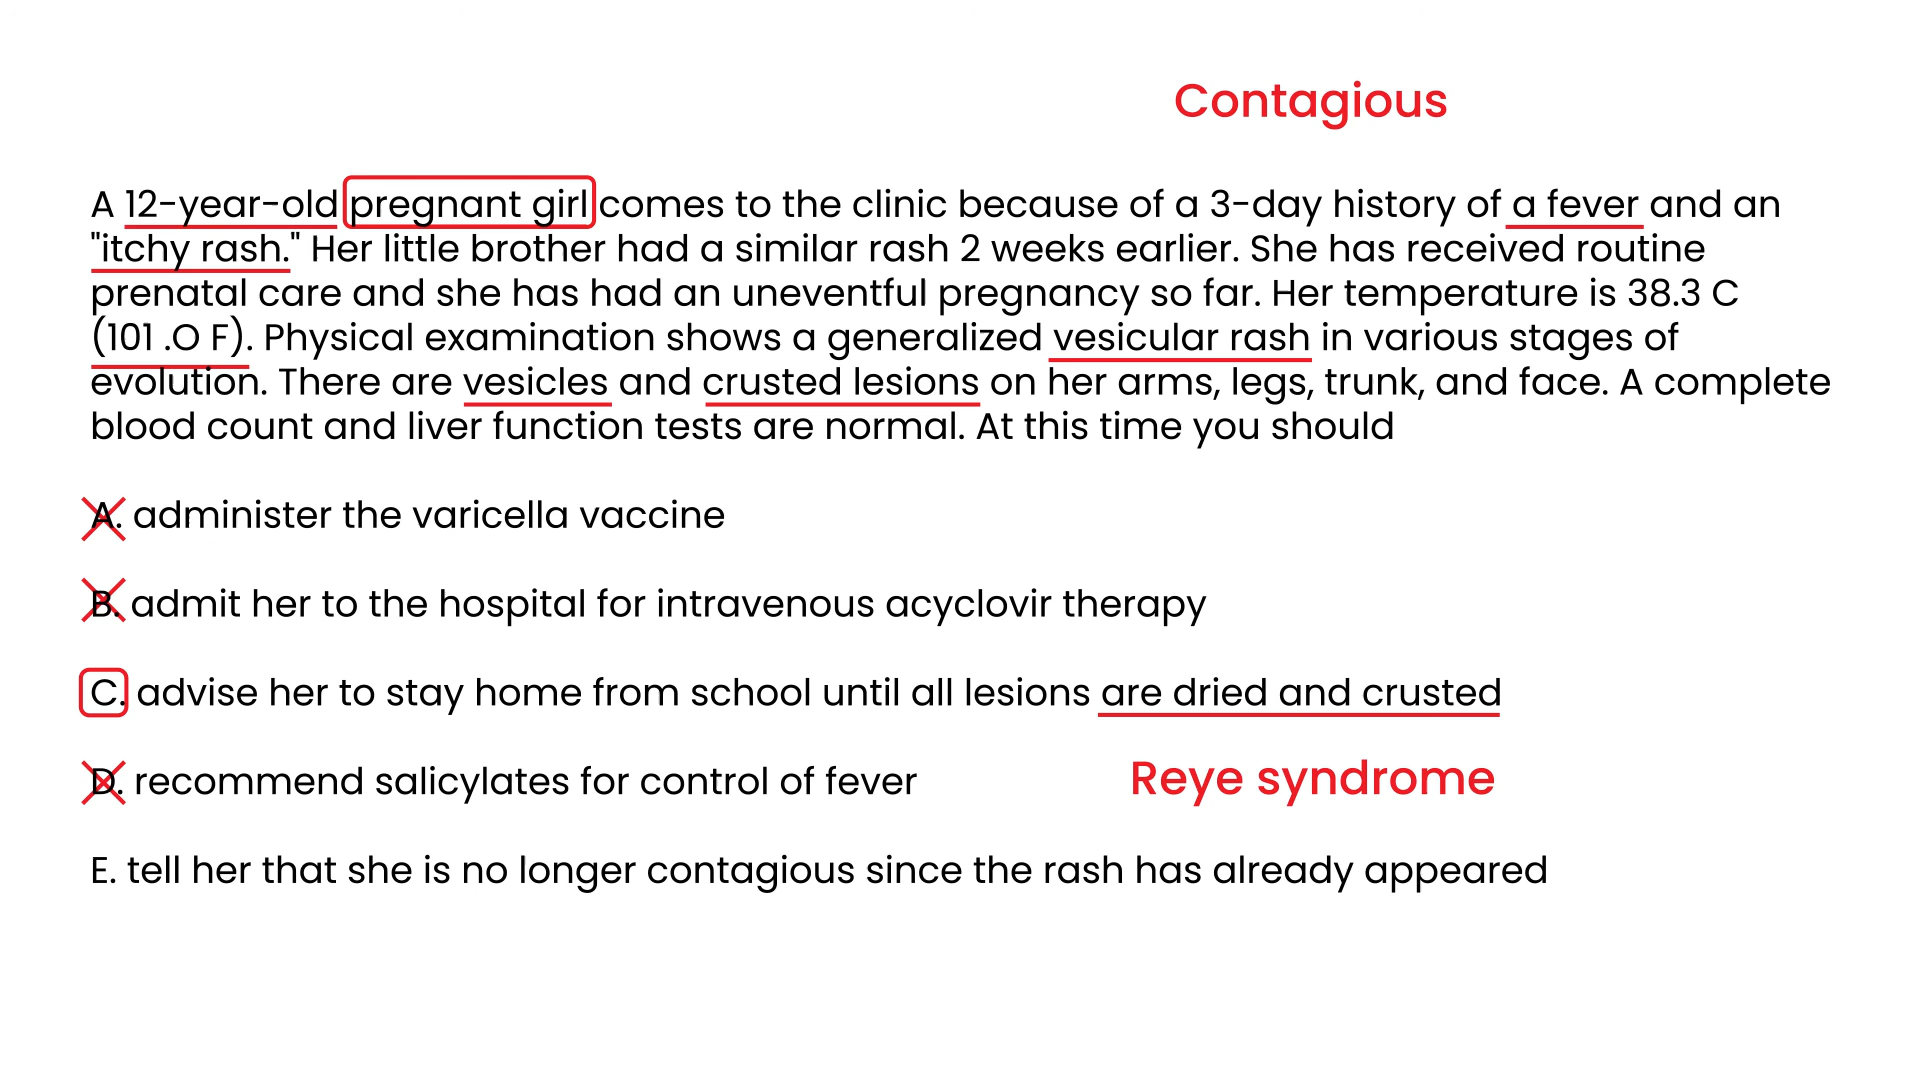 Contagious
A 12-year-old pregnant girl comes to the clinic because of a 3-day history of a fever and an
"itchy rash." Her little brother had a similar rash 2 weeks earlier. She has received routine
prenatal care and she has had an uneventful pregnancy so far. Her temperature is 38.3 C
(101 .O F). Physical examination shows a generalized vesicular rash in various stages of
evolution. There are vesicles and crusted lesions on her arms, legs, trunk, and face. A complete
blood count and liver function tests are normal. At this time you should
A. administer the varicella vaccine
B. admit her to the hospital for intravenous acyclovir therapy
C. advise her to stay home from school until all lesions are dried and crusted
D. recommend salicylates for control of fever
Reye syndrome
E. tell her that she is no longer contagious since the rash has already appeared